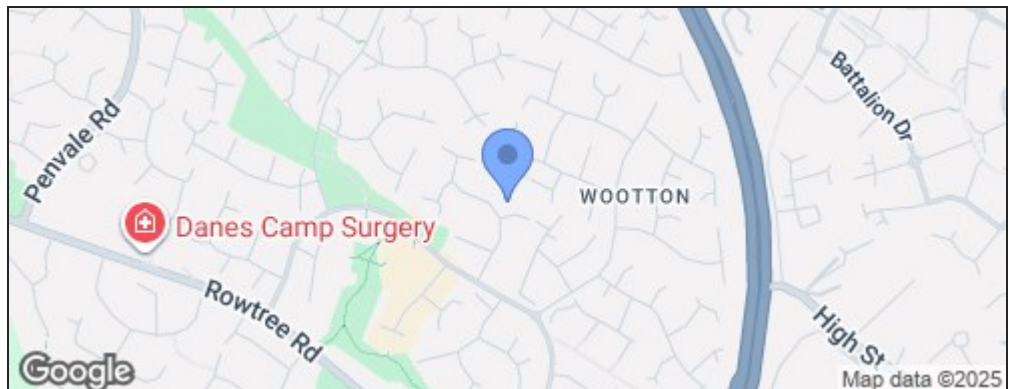 Battalion Dr
Penvale Rd
WOOTTON
Danes Camp Surgery
Rowtree Rd
High St
Google
Map data ©2025